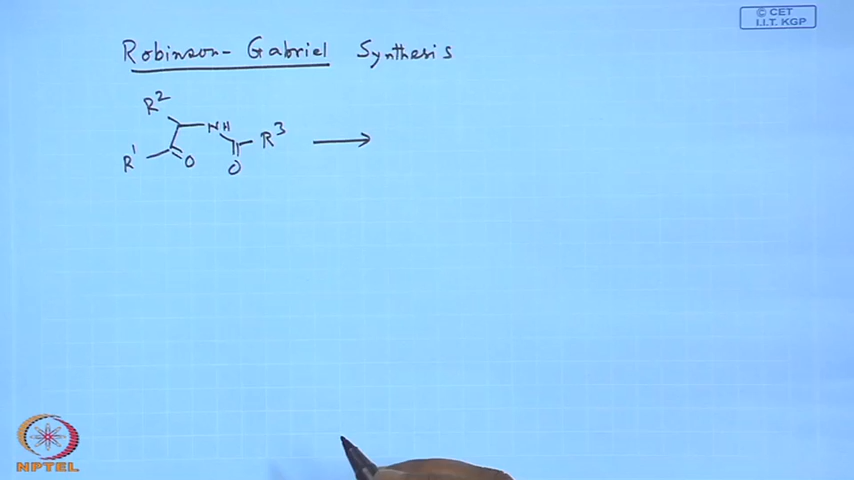 © CET
I.I.T. KGP
Robinson-Gabriel Synthesis
R2
NH
R3
R1
O
O
NPTEL